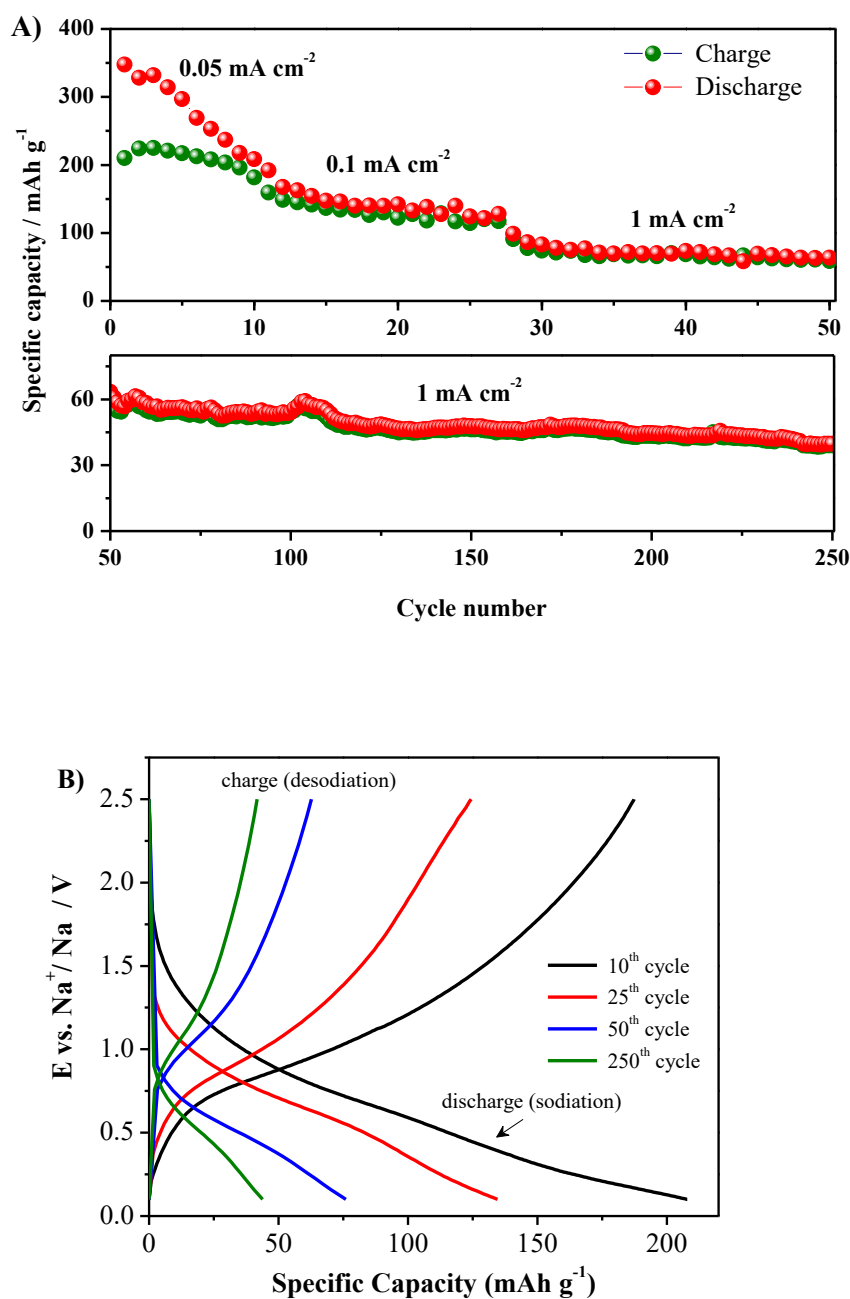 A)
400
300
200
100
0
0.05 mA cm⁻²
0.1 mA cm⁻²
1 mA cm⁻²
Charge
Discharge
0 10 20 30 40 50
Specific capacity / mAh g⁻¹
60
30
0
1 mA cm⁻²
50 100 150 200 250
Cycle number
B)
charge (desodiation)
2.5
2.0
1.5
1.0
0.5
0.0
E vs. Na⁺/ Na / V
10ᵗʰ cycle
25ᵗʰ cycle
50ᵗʰ cycle
250ᵗʰ cycle
discharge (sodiation)
0 50 100 150 200
Specific Capacity (mAh g⁻¹)